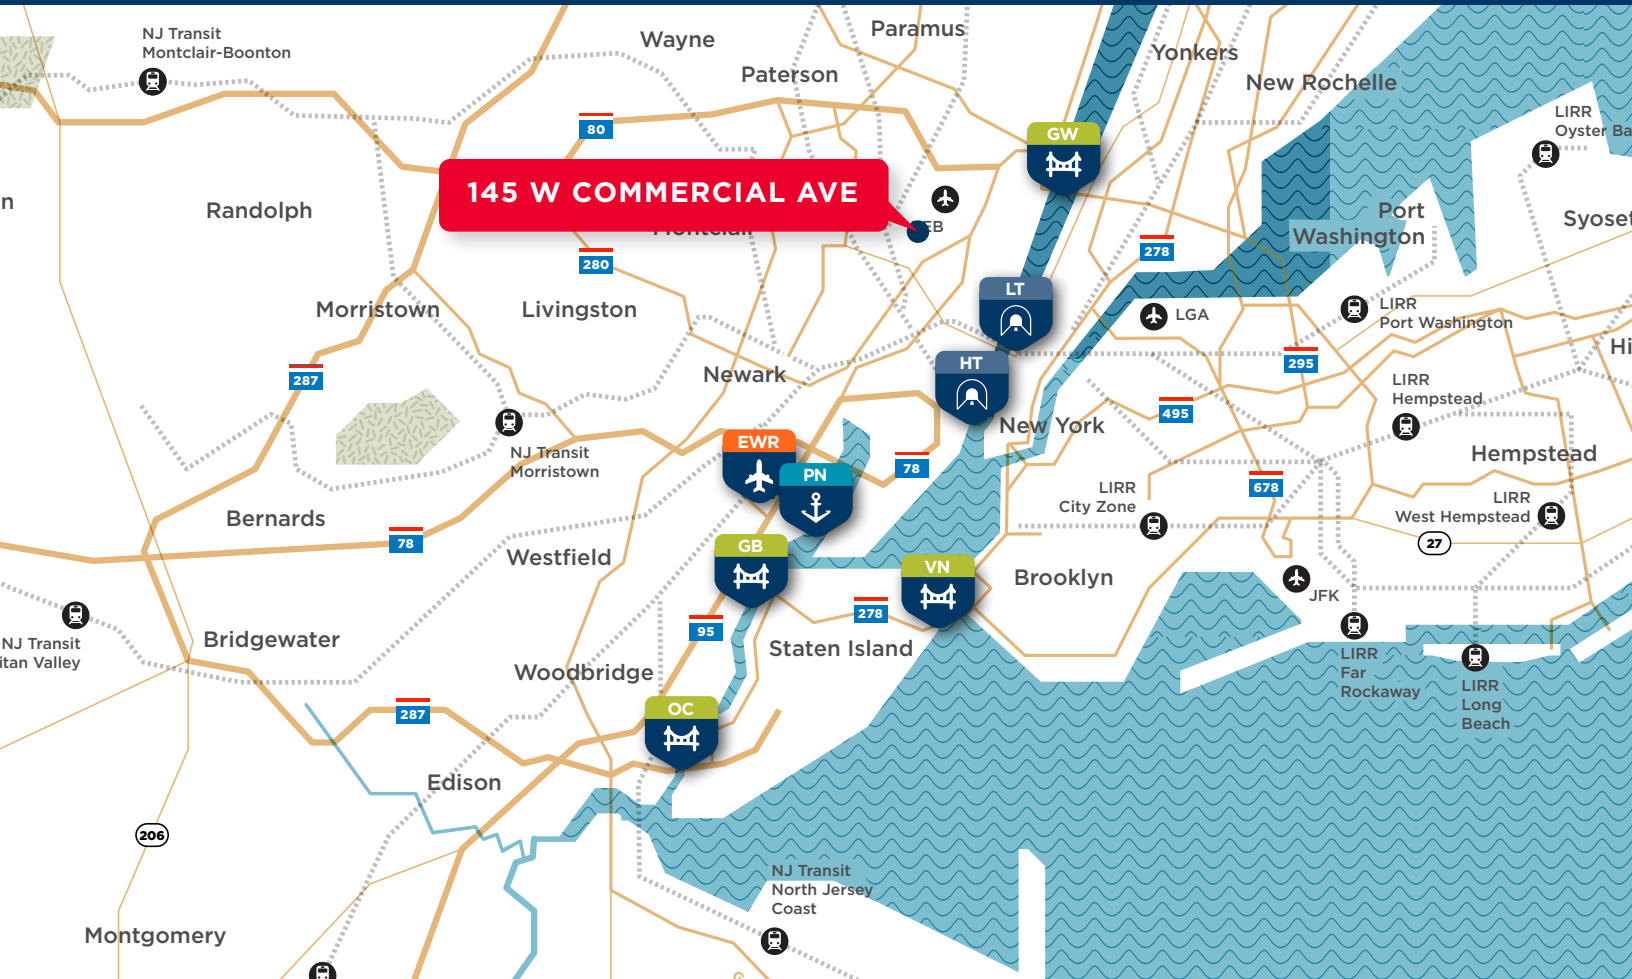 NJ Transit
Montclair-Boonton
Wayne
Paramus
Paterson
Yonkers
New Rochelle
LIRR
Oyster Ba
80
GW
145 W COMMERCIAL AVE
EB
Montclair
Randolph
n
Port
Washington
Syoset
278
280
LT
LGA
Morristown
Livingston
LIRR
Port Washington
Hi
287
Newark
HT
295
LIRR
Hempstead
495
New York
NJ Transit
Morristown
EWR
PN
78
Hempstead
678
LIRR
City Zone
LIRR
West Hempstead
Bernards
78
Westfield
GB
27
VN
Brooklyn
JFK
278
95
Bridgewater
NJ Transit
itan Valley
Staten Island
Woodbridge
LIRR
Far
Rockaway
LIRR
Long
Beach
287
OC
Edison
206
NJ Transit
North Jersey
Coast
Montgomery